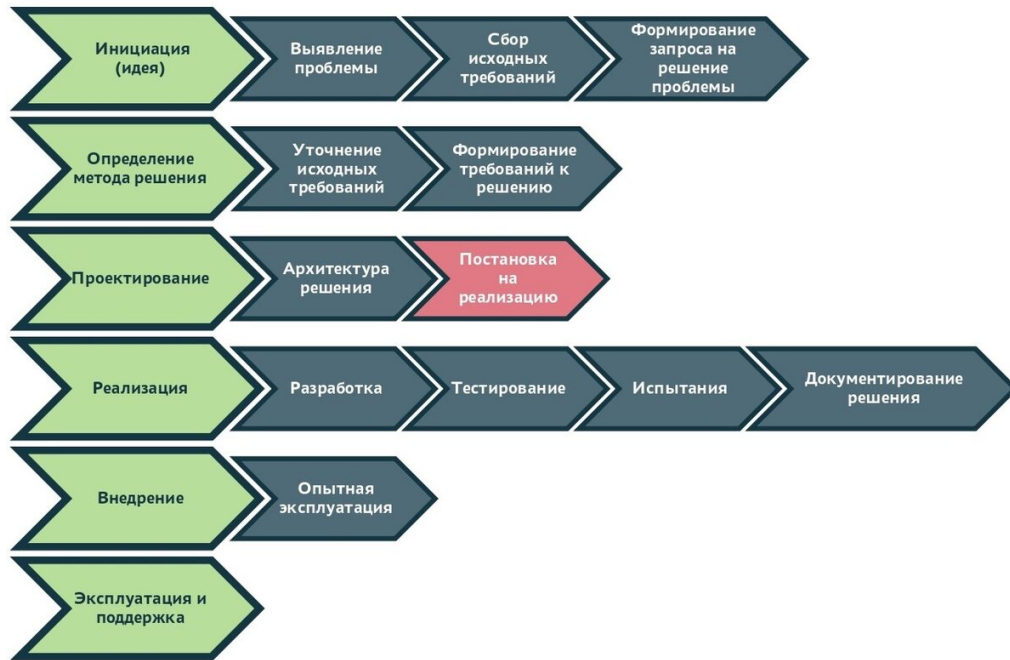 Инициация
(идея)
Выявление
проблемы
Сбор
исходных
требований
Формирование
запроса на
решение
проблемы
Определение
метода решения
Уточнение
исходных
требований
Формирование
требований к
решению
Проектирование
Архитектура
решения
Постановка
на
реализацию
Реализация
Разработка
Тестирование
Испытания
Документирование
решения
Внедрение
Опытная
эксплуатация
Эксплуатация и
поддержка